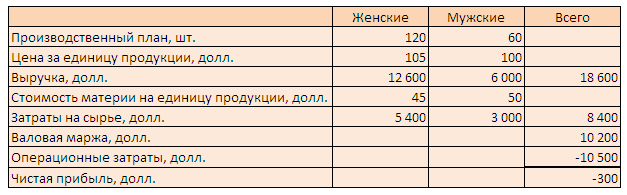 Женские Мужские Всего
Производственный план, шт. 120 60
Цена за единицу продукции, долл. 105 100
Выручка, долл. 12 600 6 000 18 600
Стоимость материи на единицу продукции, долл. 45 50
Затраты на сырье, долл. 5 400 3 000 8 400
Валовая маржа, долл. 10 200
Операционные затраты, долл. -10 500
Чистая прибыль, долл. -300